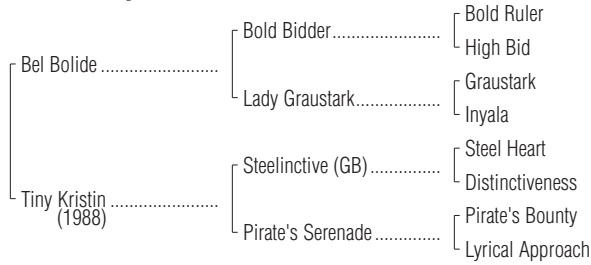 Bold Ruler
Bold Bidder
High Bid
Bel Bolide
Graustark
Lady Graustark
Inyala
Steel Heart
Steelinctive (GB)
Distinctiveness
Tiny Kristin
(1988)
Pirate's Bounty
Pirate's Serenade
Lyrical Approach